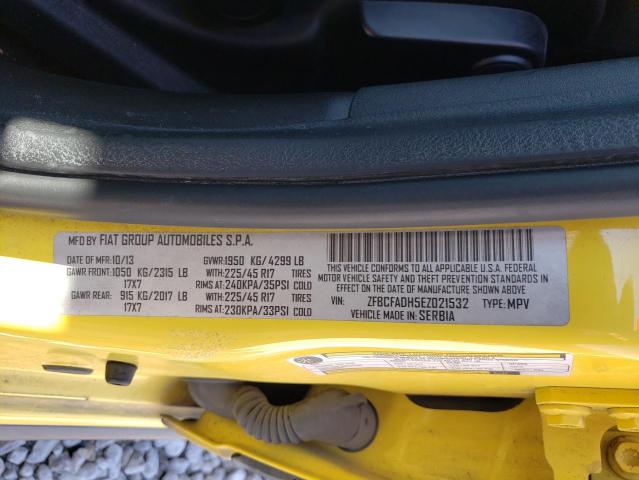 MFD BY FIAT GROUP AUTOMOBILES S.P.A.
DATE OF MFR: 10/13 GVWR:1950 KG/4299 LB
GAWR FRONT:1050 KG/2315 LB WITH:225/45 R17 TIRES
17X7 RIMS AT: 240KPA/35PSI COLD
GAWR REAR: 915 KG/2017 LB WITH:225/45 R17 TIRES
17X7 RIMS AT: 230KPA/33PSI COLD
THIS VEHICLE CONFORMS TO ALL APPLICABLE U.S.A. FEDERAL
MOTOR VEHICLE SAFETY, BUMPER AND THEFT PREVENTION STANDARDS IN
EFFECT ON THE DATE OF MANUFACTURE SHOWN ABOVE.
VIN: ZFBCFADH5EZ021532 TYPE: MPV
VEHICLE MADE IN: SERBIA